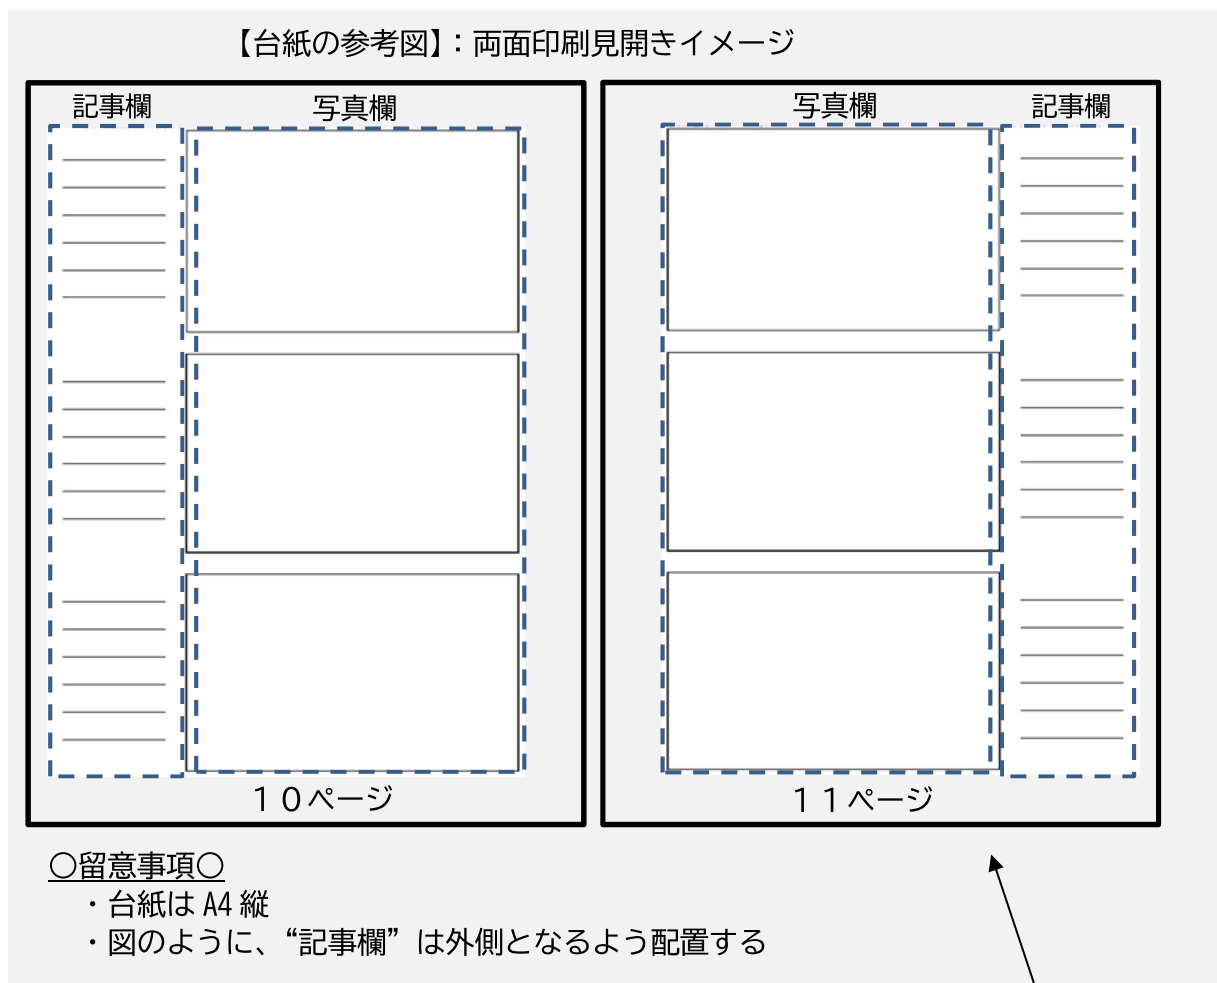 【台紙の参考図】：両面印刷見開きイメージ
記事欄
写真欄
写真欄
記事欄
１０ページ
１１ページ
〇留意事項〇
・台紙は A4 縦
・図のように、“記事欄” は外側となるよう配置する